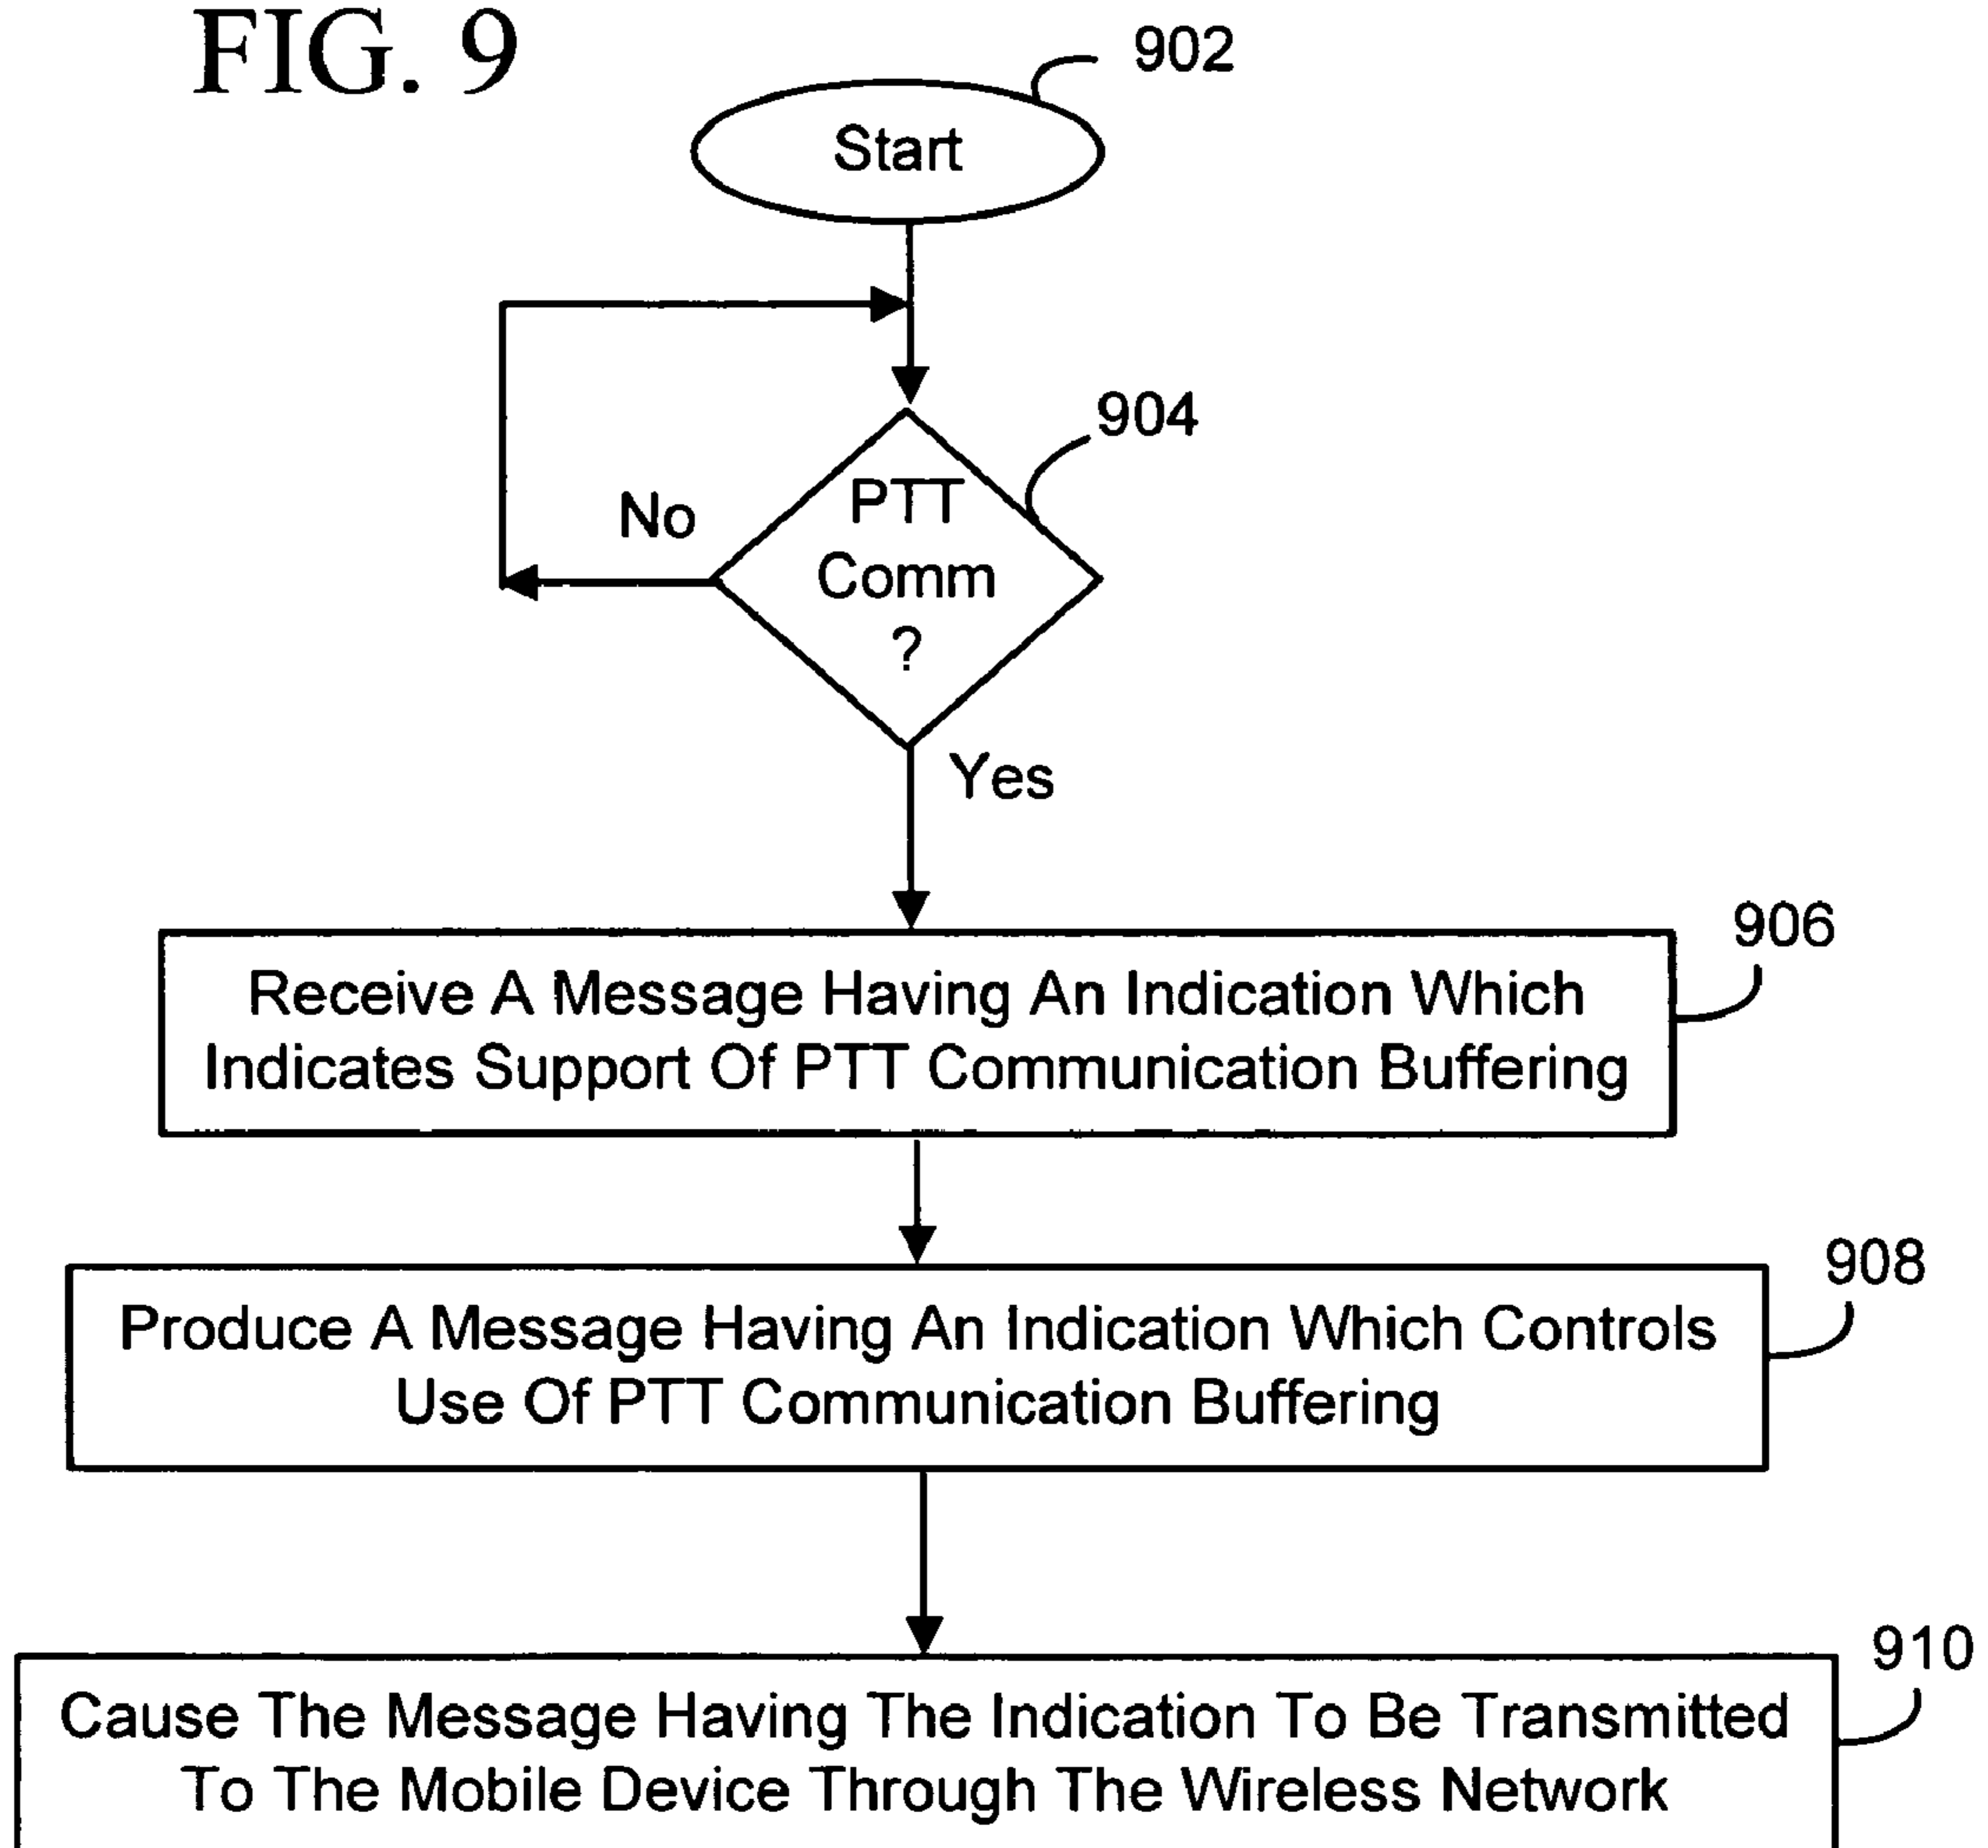 FIG. 9
902
Start
904
PTT
Comm
?
No
Yes
906
Receive A Message Having An Indication Which
Indicates Support Of PTT Communication Buffering
908
Produce A Message Having An Indication Which Controls
Use Of PTT Communication Buffering
910
Cause The Message Having The Indication To Be Transmitted
To The Mobile Device Through The Wireless Network